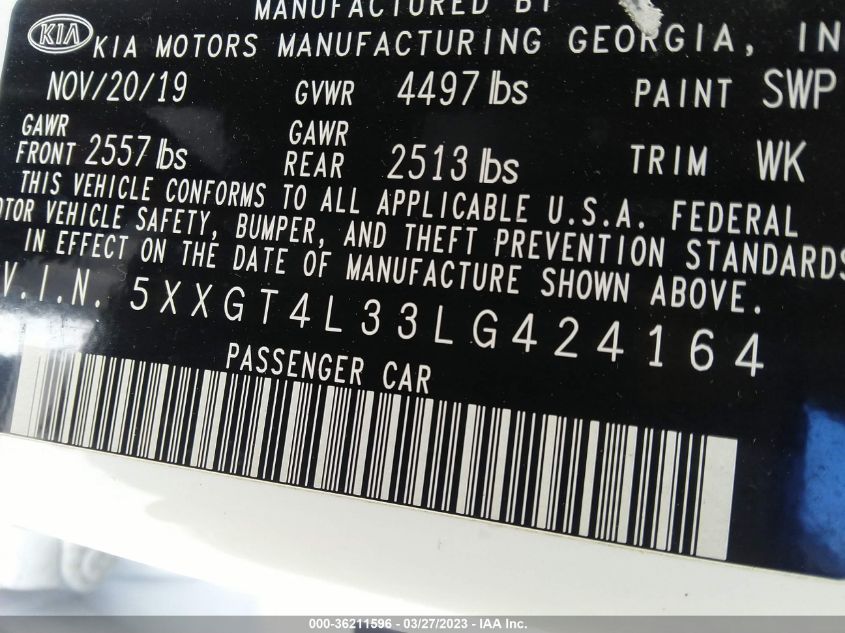 MANUFACTURED BY
KIA KIA MOTORS MANUFACTURING GEORGIA, IN
NOV/20/19 GVWR 4497 lbs PAINT SWP
GAWR FRONT 2557 lbs GAWR REAR 2513 lbs TRIM WK
THIS VEHICLE CONFORMS TO ALL APPLICABLE U.S.A. FEDERAL
OTOR VEHICLE SAFETY, BUMPER, AND THEFT PREVENTION STANDARDS
IN EFFECT ON THE DATE OF MANUFACTURE SHOWN ABOVE.
V.I.N. 5XXGT4L33LG424164
PASSENGER CAR
000-36211596 - 03/27/2023 - IAA Inc.